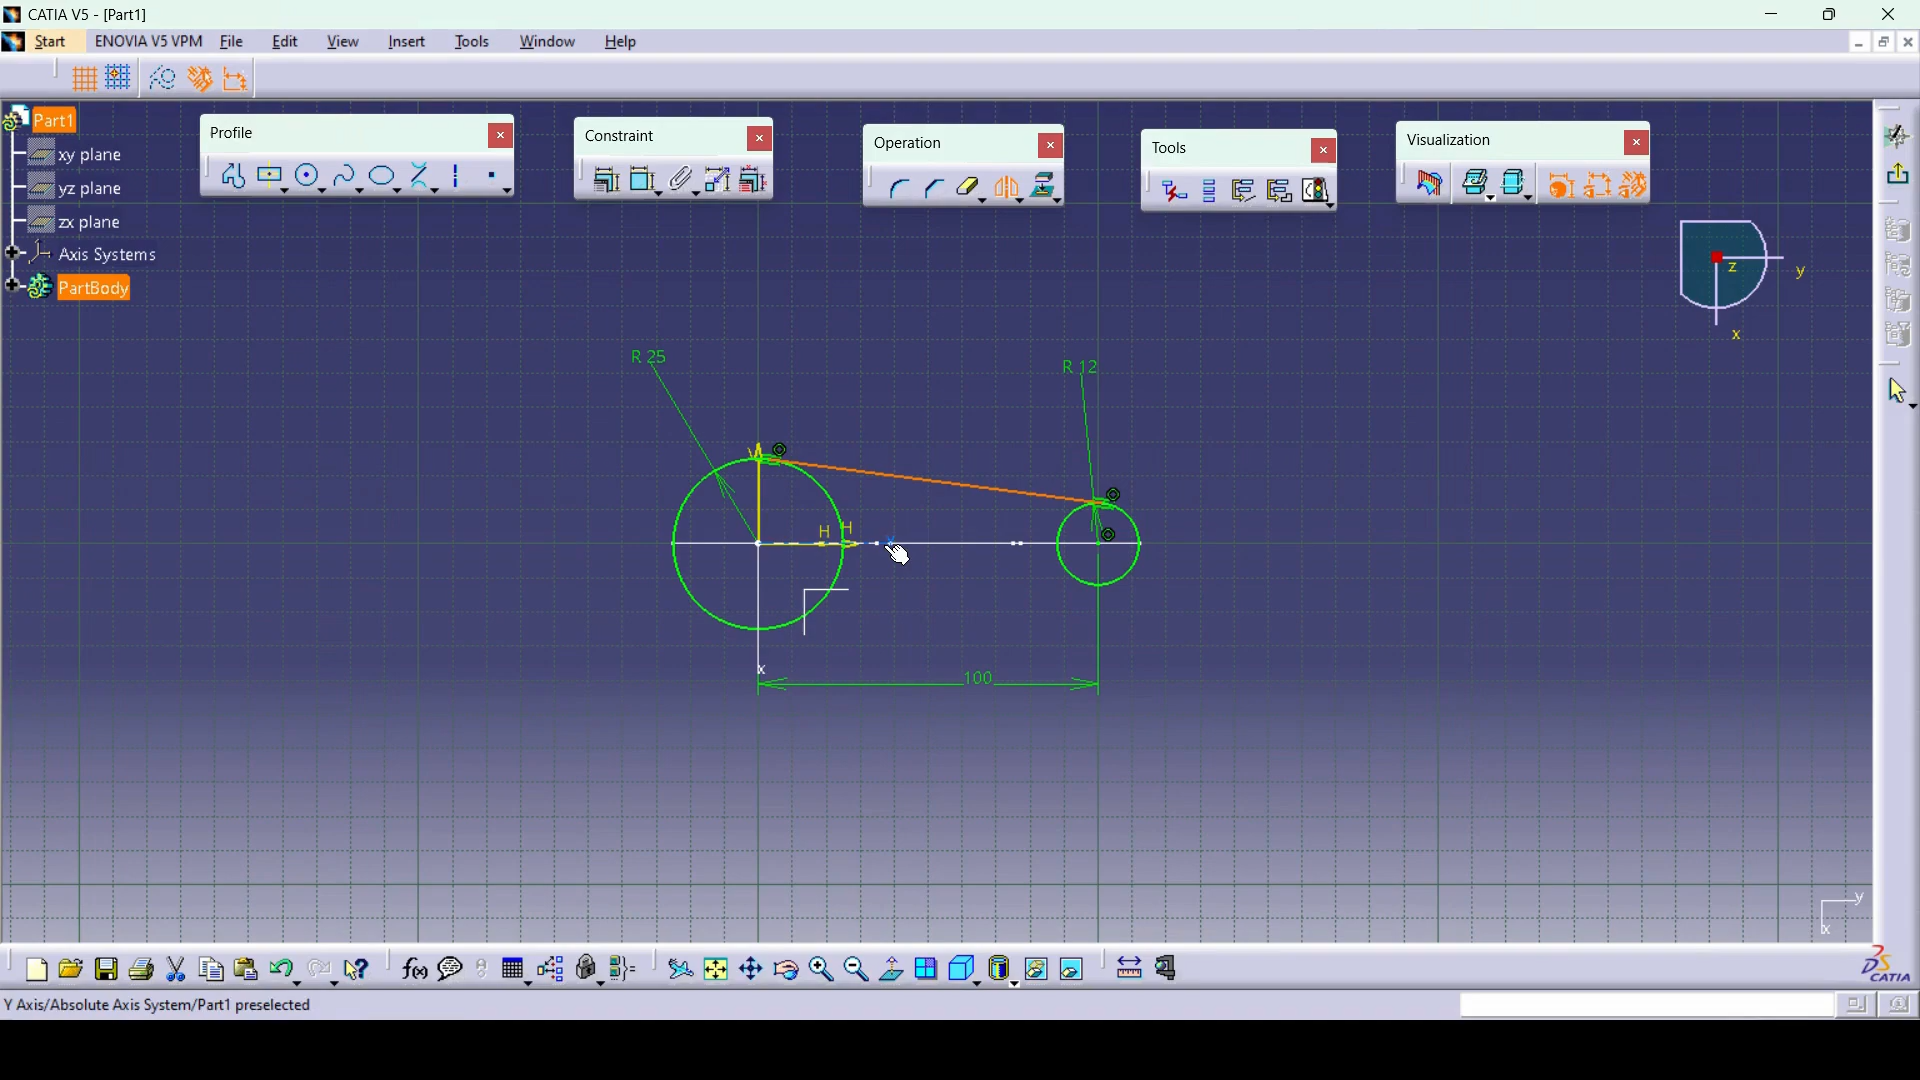 CATIA V5 - [Part1]
Start ENOVIA V5 VPM File Edit View Insert Tools Window Help
Part1
xy plane
yz plane
zx plane
Axis Systems
PartBody
Profile
Constraint
Operation
Tools
Visualization
z
y
x
R 25
R 12
H H
x
100
y
x
f(x)
DS
CATIA
Y Axis/Absolute Axis System/Part1 preselected